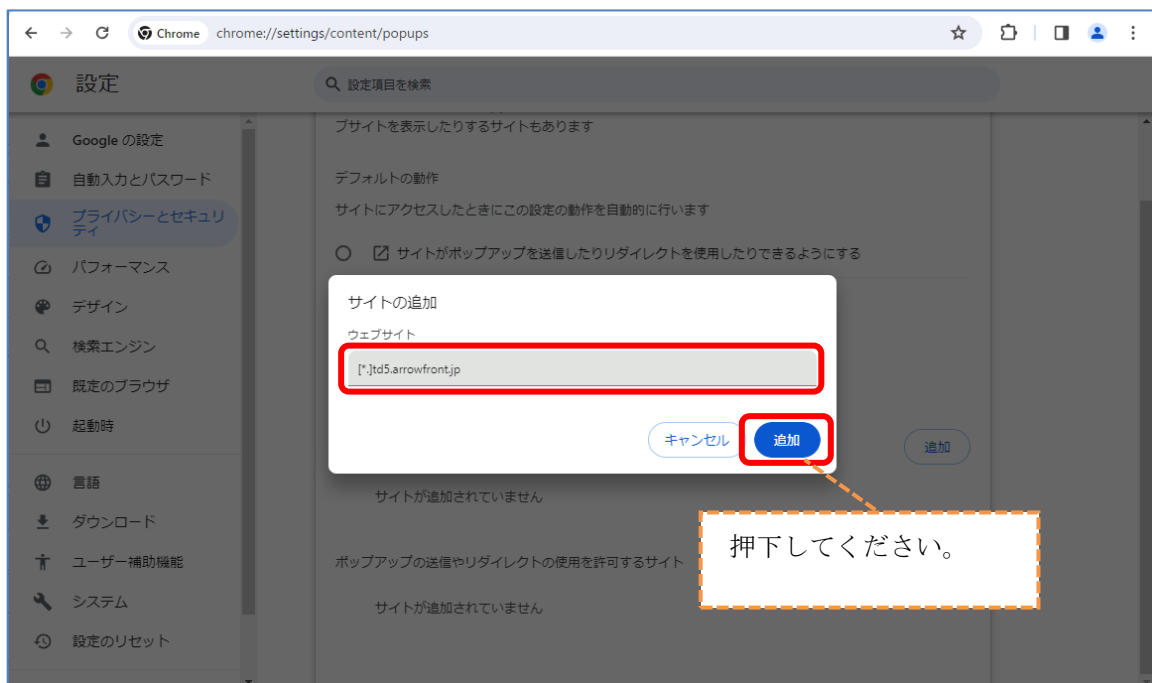 Chrome chrome://settings/content/popups
設定
設定項目を検索
Google の設定
自動入力とパスワード
プライバシーとセキュリ
ティ
パフォーマンス
デザイン
検索エンジン
既定のブラウザ
起動時
言語
ダウンロード
ユーザー補助機能
システム
設定のリセット
ブサイトを表示したりするサイトもあります
デフォルトの動作
サイトにアクセスしたときにこの設定の動作を自動的に行います
サイトがポップアップを送信したりリダイレクトを使用したりできるようにする
サイトの追加
ウェブサイト
[*.]td5.arrowfront.jp
キャンセル
追加
追加
サイトが追加されていません
押下してください。
ポップアップの送信やリダイレクトの使用を許可するサイト
サイトが追加されていません